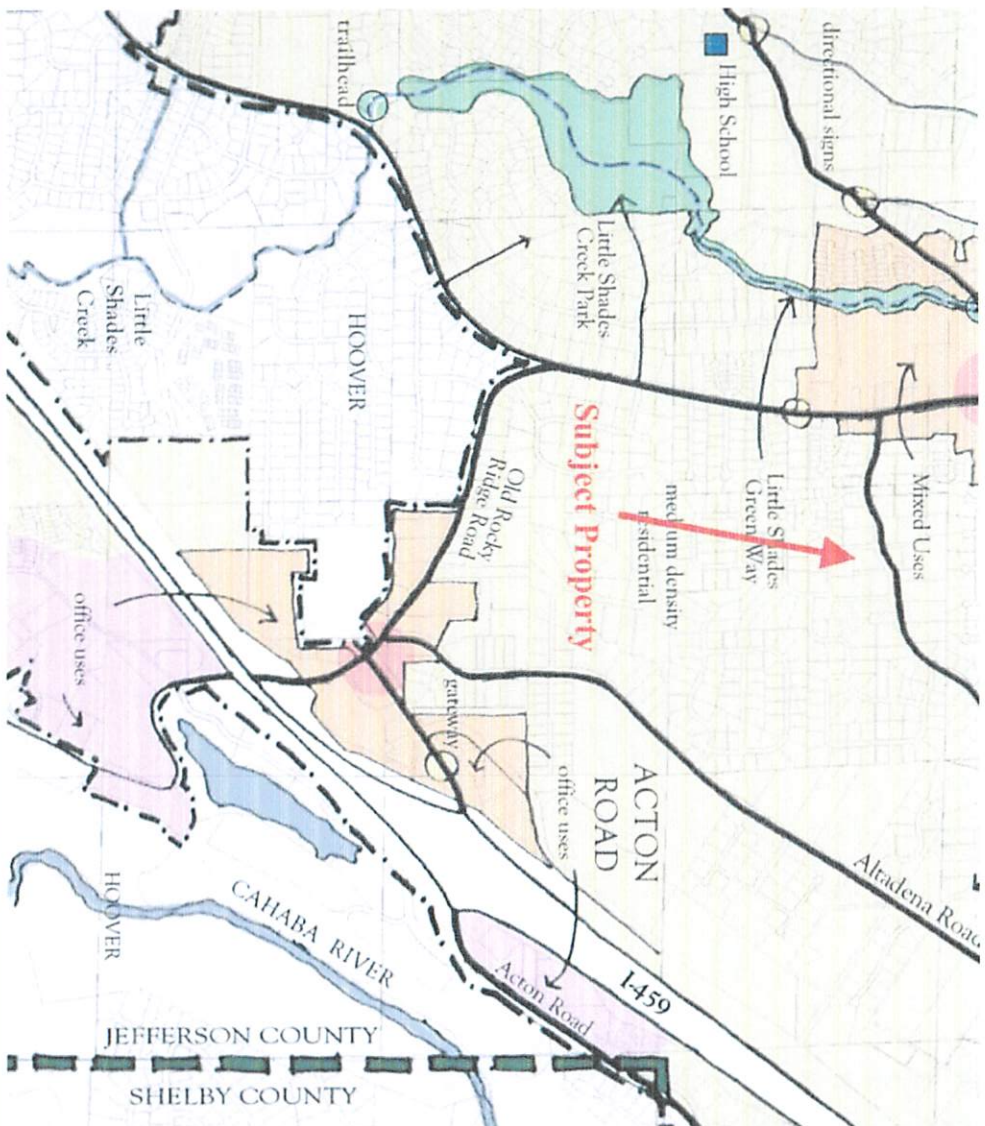 directional signs
High School
trailhead
Little Shades
Creek Park
Little
Shades
Creek
HOOVER
Subject Property
Mixed Uses
Little Shades
Green Way
medium density
residential
Old Rocky
Ridge Road
office uses
gateway
office uses
ACTON
ROAD
Altadena Road
I-459
Acton Road
HOOVER
CAHABA RIVER
JEFFERSON COUNTY
SHELBY COUNTY